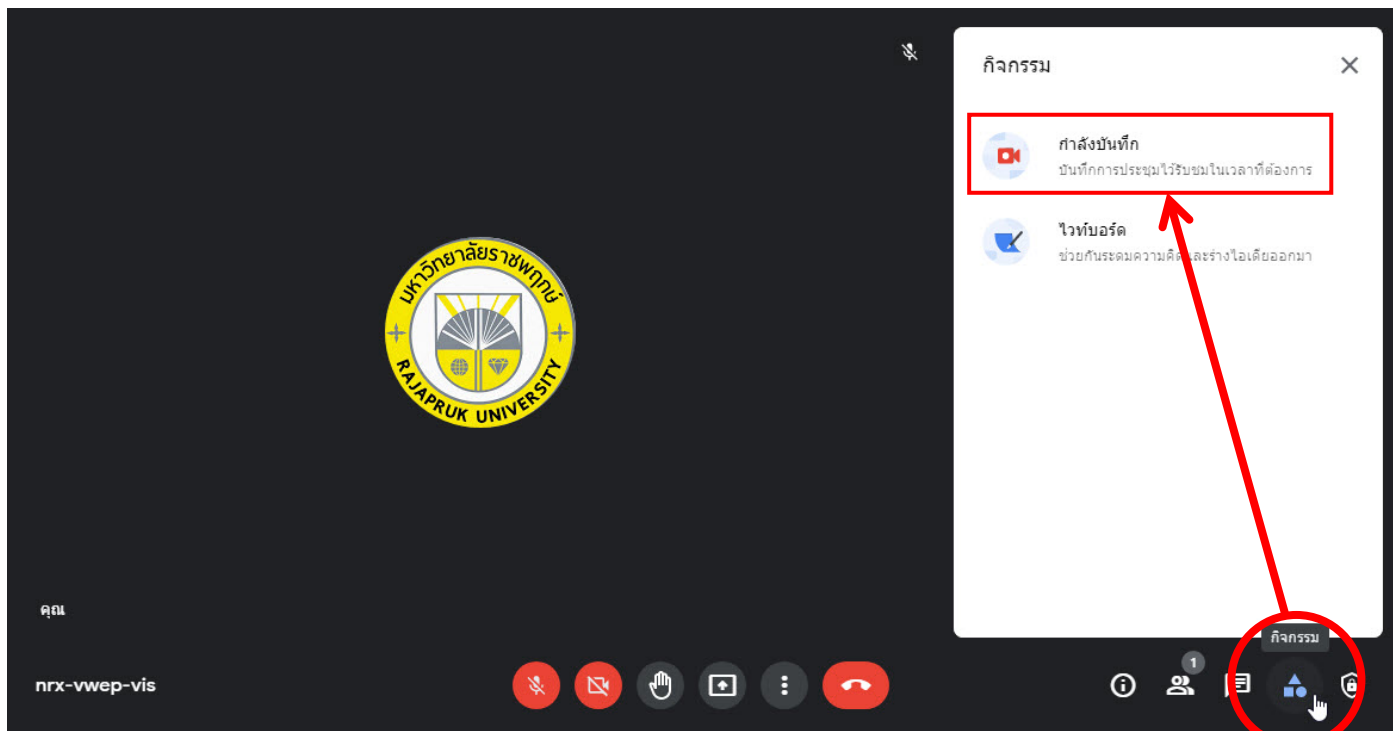 กิจกรรม
กำลังบันทึก
บันทึกการประชุมไว้รับชมในเวลาที่ต้องการ
ไวท์บอร์ด
ช่วยกันระดมความคิดและร่างไอเดียออกมา
มหาวิทยาลัยราชพฤกษ์
RAJAPRUK UNIVERSITY
คุณ
กิจกรรม
nrx-vwep-vis
1